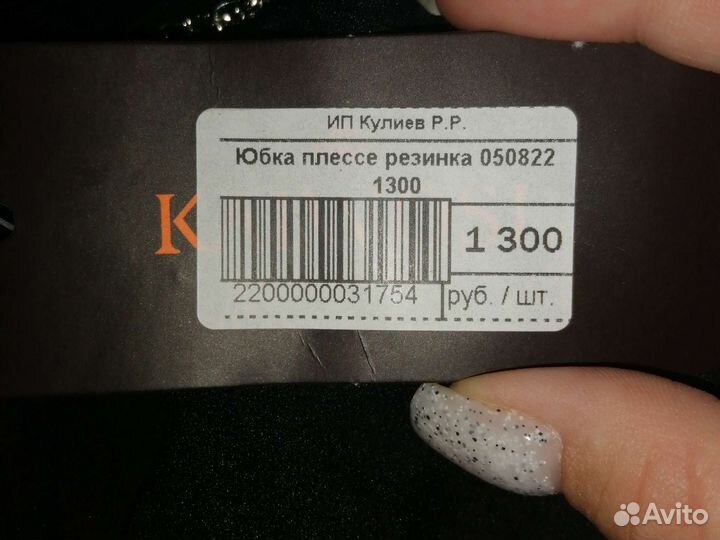 ИП Кулиев Р.Р.
Юбка плессе резинка 050822
1300
1 300
2200000031754
руб. / шт.
Avito